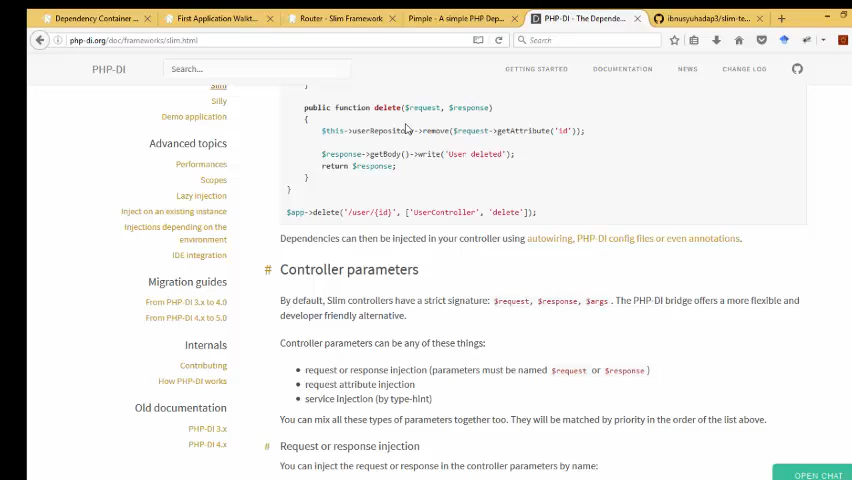 Dependency Container ...
First Application Walkt...
Router - Slim Framework
Pimple - A simple PHP Dep...
PHP-DI - The Depende...
ibnusyuhadap3/slim-te...
php-di.org/doc/frameworks/slim.html
Search
PHP-DI
Search...
GETTING STARTED
DOCUMENTATION
NEWS
CHANGE LOG
Slim
Silly
Demo application
Advanced topics
Performances
Scopes
Lazy injection
Inject on an existing instance
Injections depending on the
environment
IDE integration
Migration guides
From PHP-DI 3.x to 4.0
From PHP-DI 4.x to 5.0
Internals
Contributing
How PHP-DI works
Old documentation
PHP-DI 3.x
PHP-DI 4.x
}
public function delete($request, $response)
{
$this->userRepository->remove($request->getAttribute('id'));
$response->getBody()->write('User deleted');
return $response;
}
}
$app->delete('/user/{id}', ['UserController', 'delete']);
Dependencies can then be injected in your controller using autowiring, PHP-DI config files or even annotations.
# Controller parameters
By default, Slim controllers have a strict signature: $request, $response, $args. The PHP-DI bridge offers a more flexible and
developer friendly alternative.
Controller parameters can be any of these things:
• request or response injection (parameters must be named $request or $response)
• request attribute injection
• service injection (by type-hint)
You can mix all these types of parameters together too. They will be matched by priority in the order of the list above.
# Request or response injection
You can inject the request or response in the controller parameters by name:
OPEN CHAT